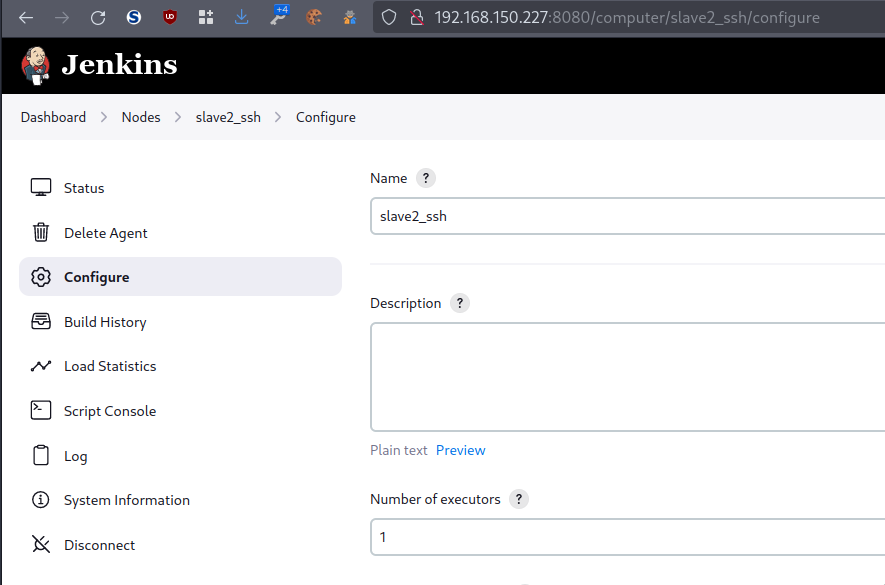 S
UD
+4
192.168.150.227:8080/computer/slave2_ssh/configure
Jenkins
Dashboard > Nodes > slave2_ssh > Configure
Status
Delete Agent
Configure
Build History
Load Statistics
Script Console
Log
System Information
Disconnect
Name ?
slave2_ssh
Description ?
Plain text Preview
Number of executors ?
1